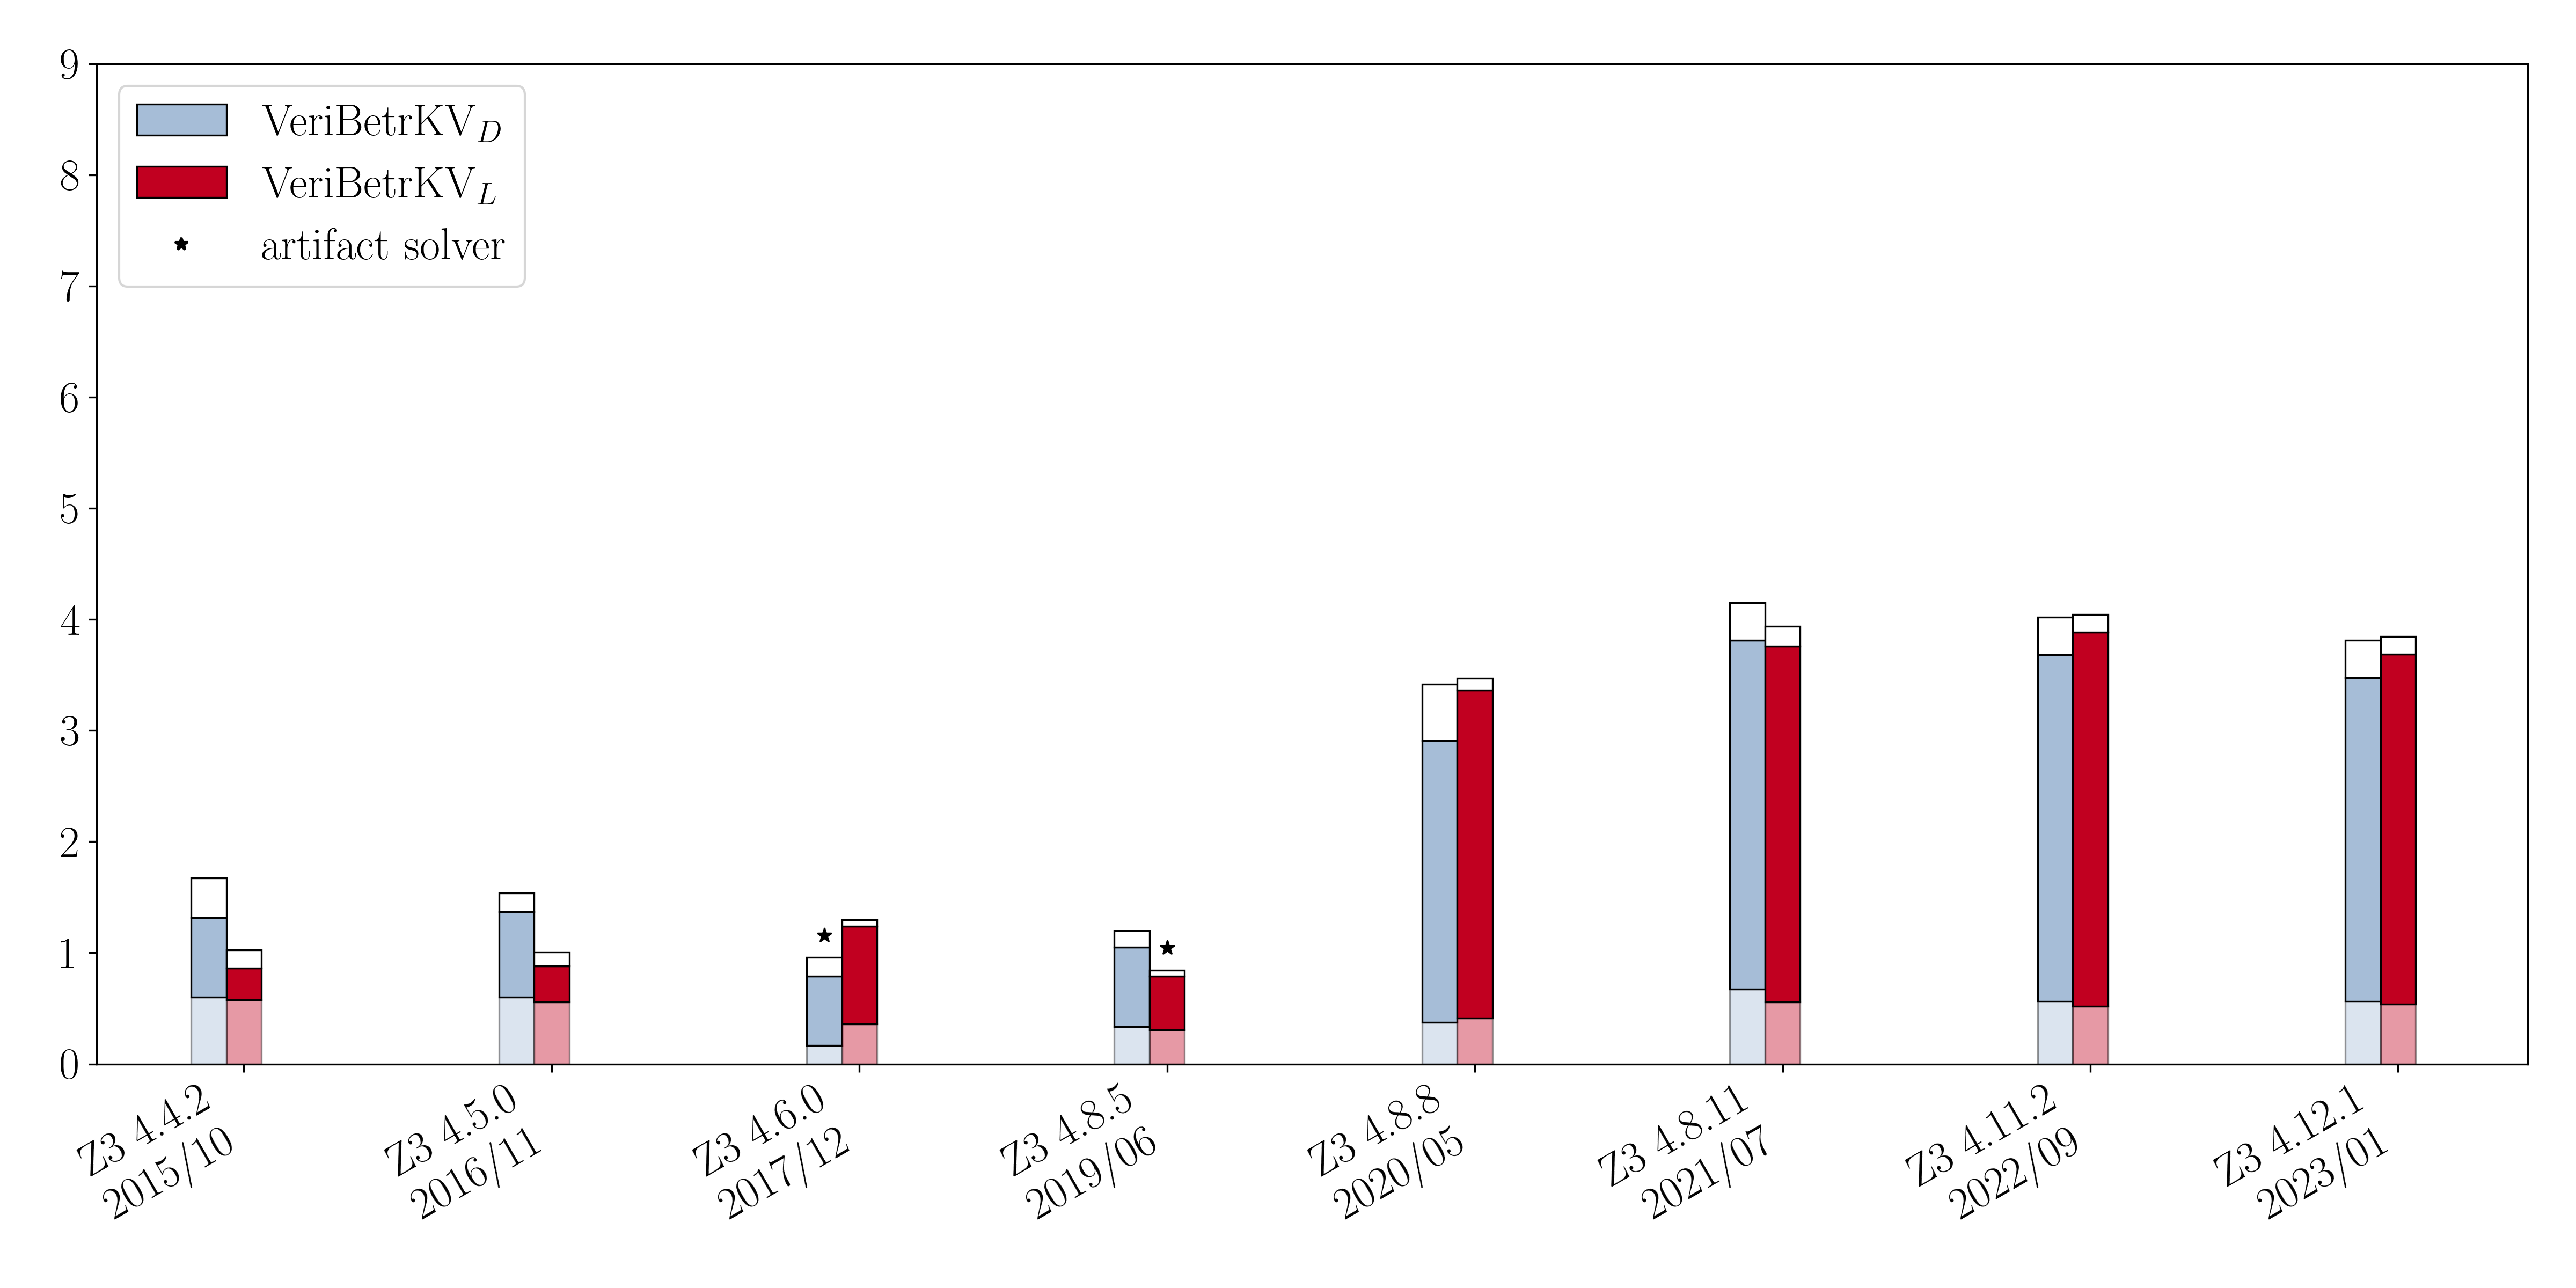 9
8
7
6
5
4
3
2
1
0
VeriBetrKV_D
VeriBetrKV_L
artifact solver
Z3 4.4.2
2015/10
Z3 4.5.0
2016/11
Z3 4.6.0
2017/12
Z3 4.8.5
2019/06
Z3 4.8.8
2020/05
Z3 4.8.11
2021/07
Z3 4.11.2
2022/09
Z3 4.12.1
2023/01